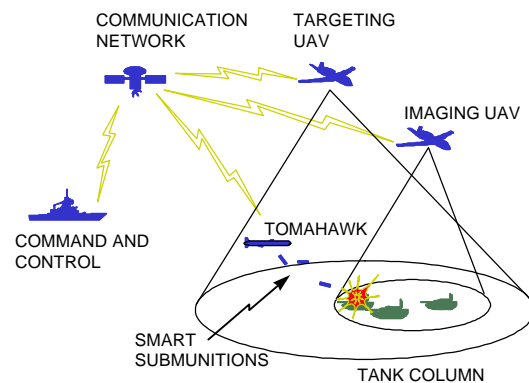 COMMUNICATION
NETWORK
TARGETING
UAV
IMAGING UAV
TOMAHAWK
COMMAND AND
CONTROL
SMART
SUBMUNITIONS
TANK COLUMN